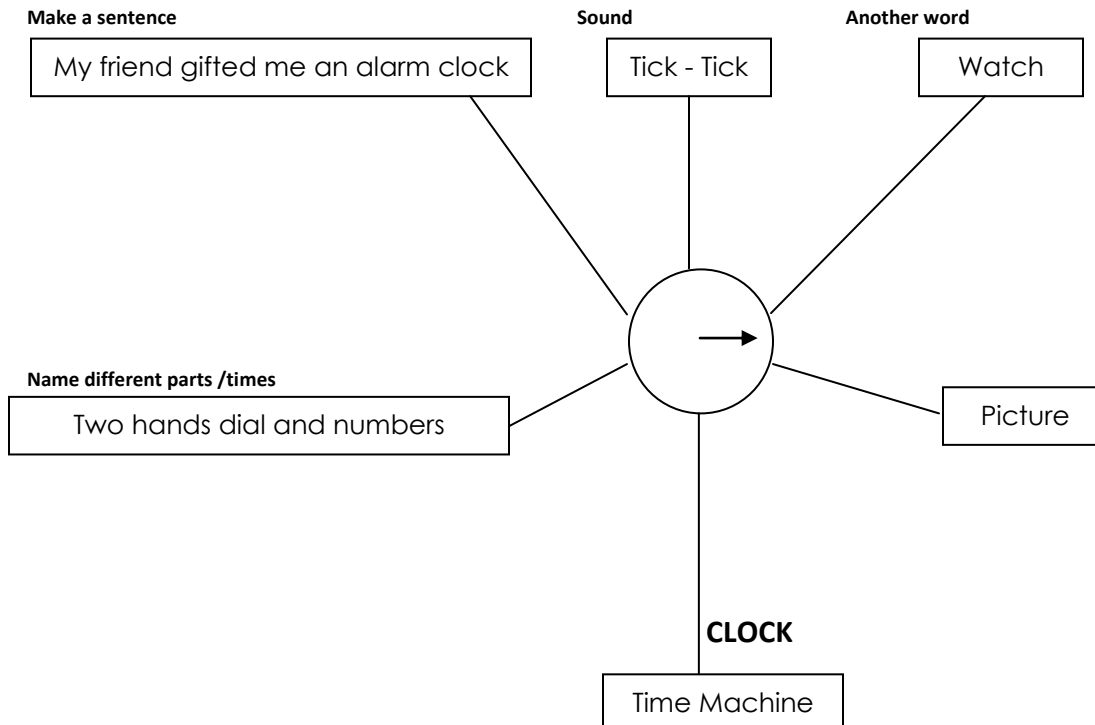 Make a sentence
Sound
Another word
My friend gifted me an alarm clock
Tick - Tick
Watch
Name different parts /times
Two hands dial and numbers
Picture
CLOCK
Time Machine